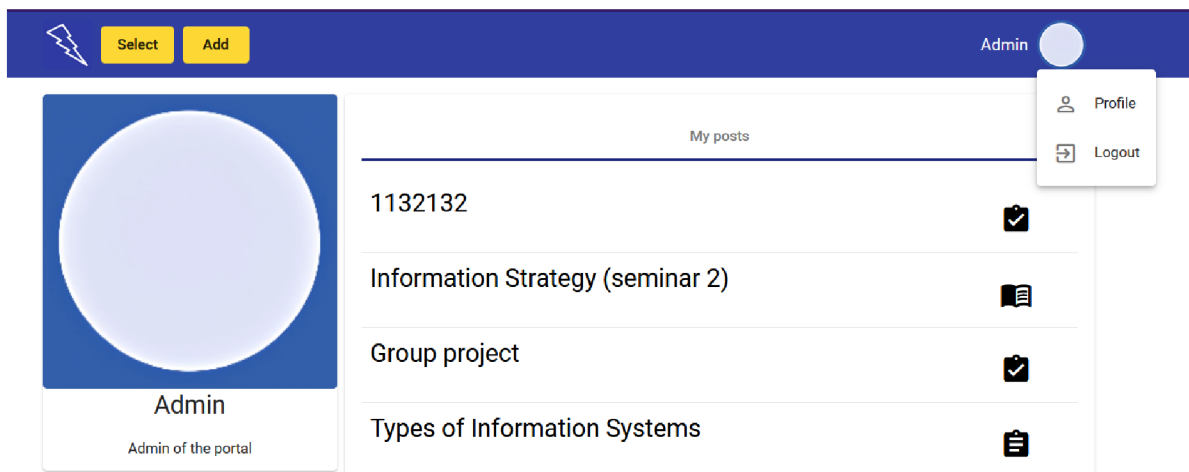 Select Add Admin
Profile
Logout
My posts
1132132
Information Strategy (seminar 2)
Group project
Types of Information Systems
Admin
Admin of the portal